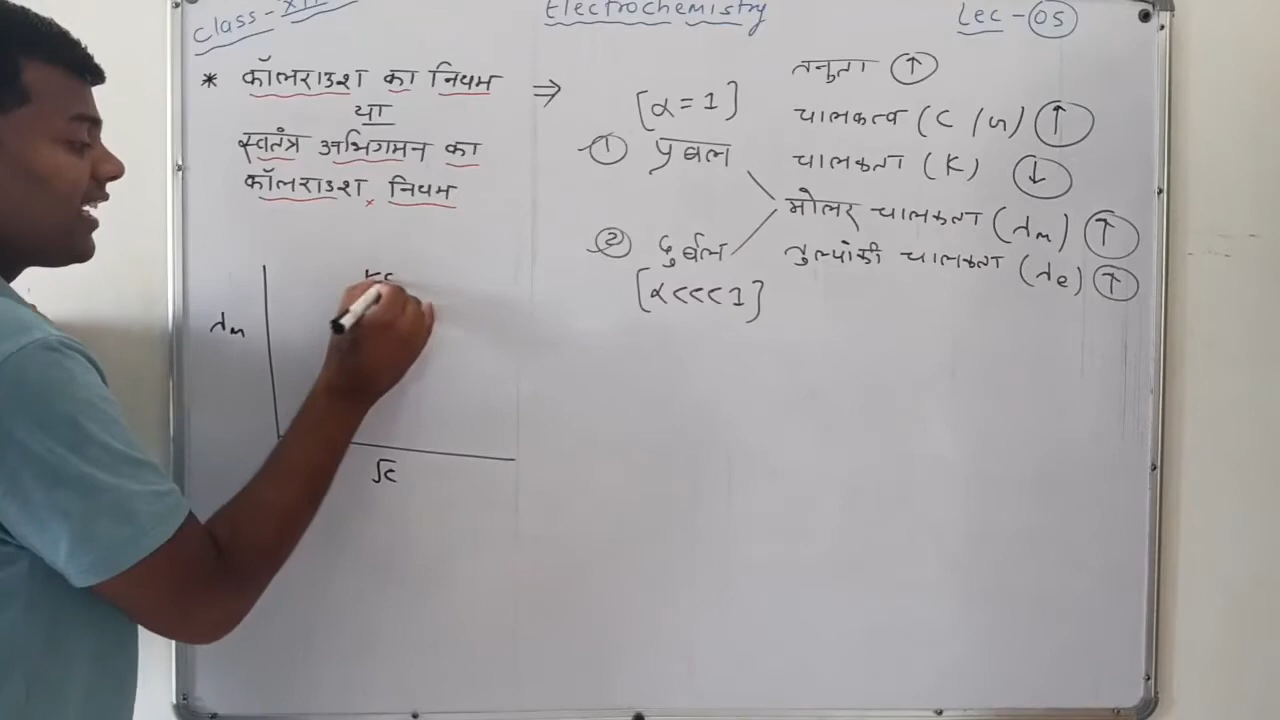 Class - XII
Electrochemistry
Lec - 05
* कॉलराउश का नियम ⇒
या
स्वतंत्र अभिगमन का
कॉलराउश नियम
[α = 1]
① प्रबल
② दुर्बल
[α <<< 1]
तनुता ↑
चालकत्व (C / G) ↑
चालकता (K) ↓
मोलर चालकता (λm) ↑
तुल्यांकी चालकता (λe) ↑
λm
√c